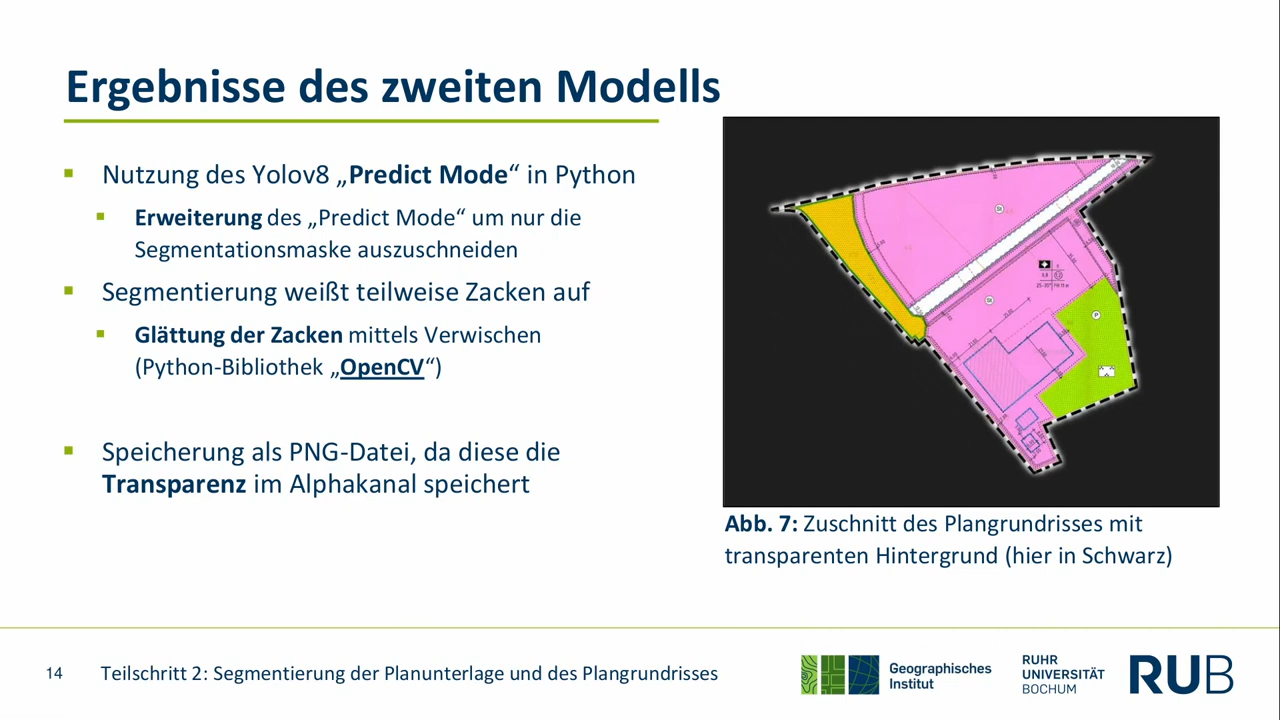 Ergebnisse des zweiten Modells
Nutzung des Yolov8 „Predict Mode“ in Python
Erweiterung des „Predict Mode“ um nur die
Segmentationsmaske auszuschneiden
Segmentierung weißt teilweise Zacken auf
Glättung der Zacken mittels Verwischen
(Python-Bibliothek „OpenCV“)
Speicherung als PNG-Datei, da diese die
Transparenz im Alphakanal speichert
St
St
P
Abb. 7: Zuschnitt des Plangrundrisses mit
transparenten Hintergrund (hier in Schwarz)
14 Teilschritt 2: Segmentierung der Planunterlage und des Plangrundrisses
Geographisches
Institut
RUHR
UNIVERSITÄT
BOCHUM
RUB